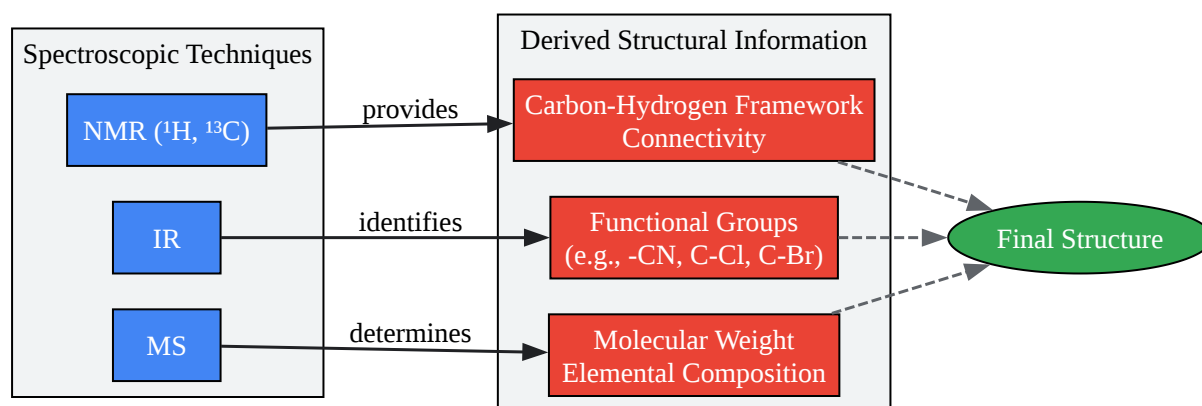 Spectroscopic Techniques
NMR (¹H, ¹³C)
IR
MS
provides
identifies
determines
Derived Structural Information
Carbon-Hydrogen Framework
Connectivity
Functional Groups
(e.g., -CN, C-Cl, C-Br)
Molecular Weight
Elemental Composition
Final Structure